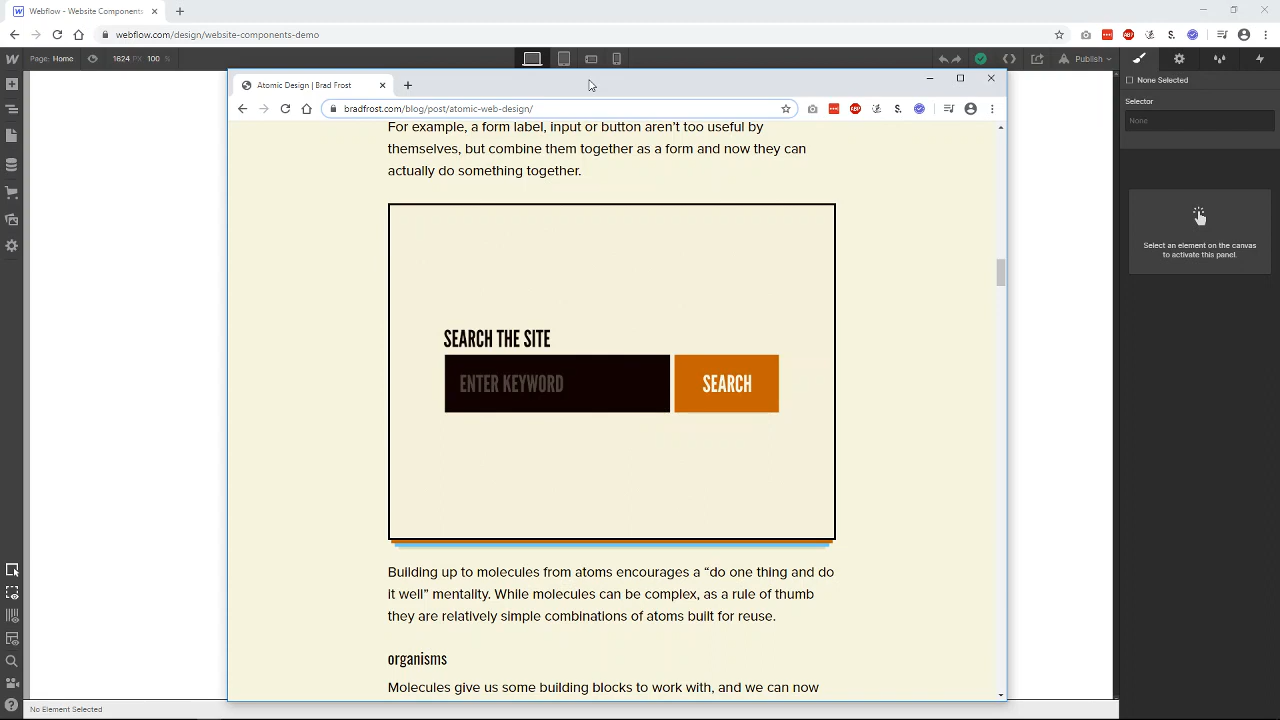 Webflow - Website Components
webflow.com/design/website-components-demo
Page: Home
1624 PX 100 %
Publish
None Selected
Selector
None
Select an element on the canvas
to activate this panel.
Atomic Design | Brad Frost
bradfrost.com/blog/post/atomic-web-design/
For example, a form label, input or button aren't too useful by
themselves, but combine them together as a form and now they can
actually do something together.
SEARCH THE SITE
ENTER KEYWORD
SEARCH
Building up to molecules from atoms encourages a “do one thing and do
it well” mentality. While molecules can be complex, as a rule of thumb
they are relatively simple combinations of atoms built for reuse.
organisms
Molecules give us some building blocks to work with, and we can now
No Element Selected